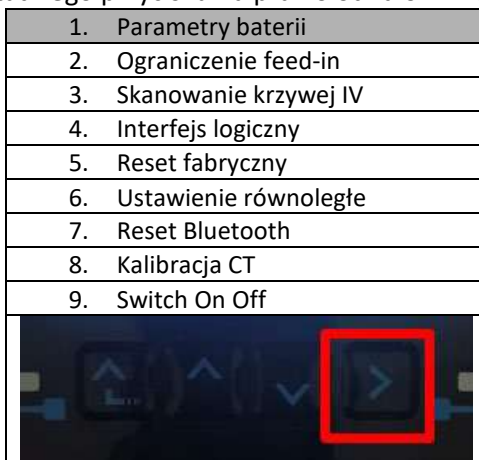 1. Parametry baterii
2. Ograniczenie feed-in
3. Skanowanie krzywej IV
4. Interfejs logiczny
5. Reset fabryczny
6. Ustawienie równoległe
7. Reset Bluetooth
8. Kalibracja CT
9. Switch On Off